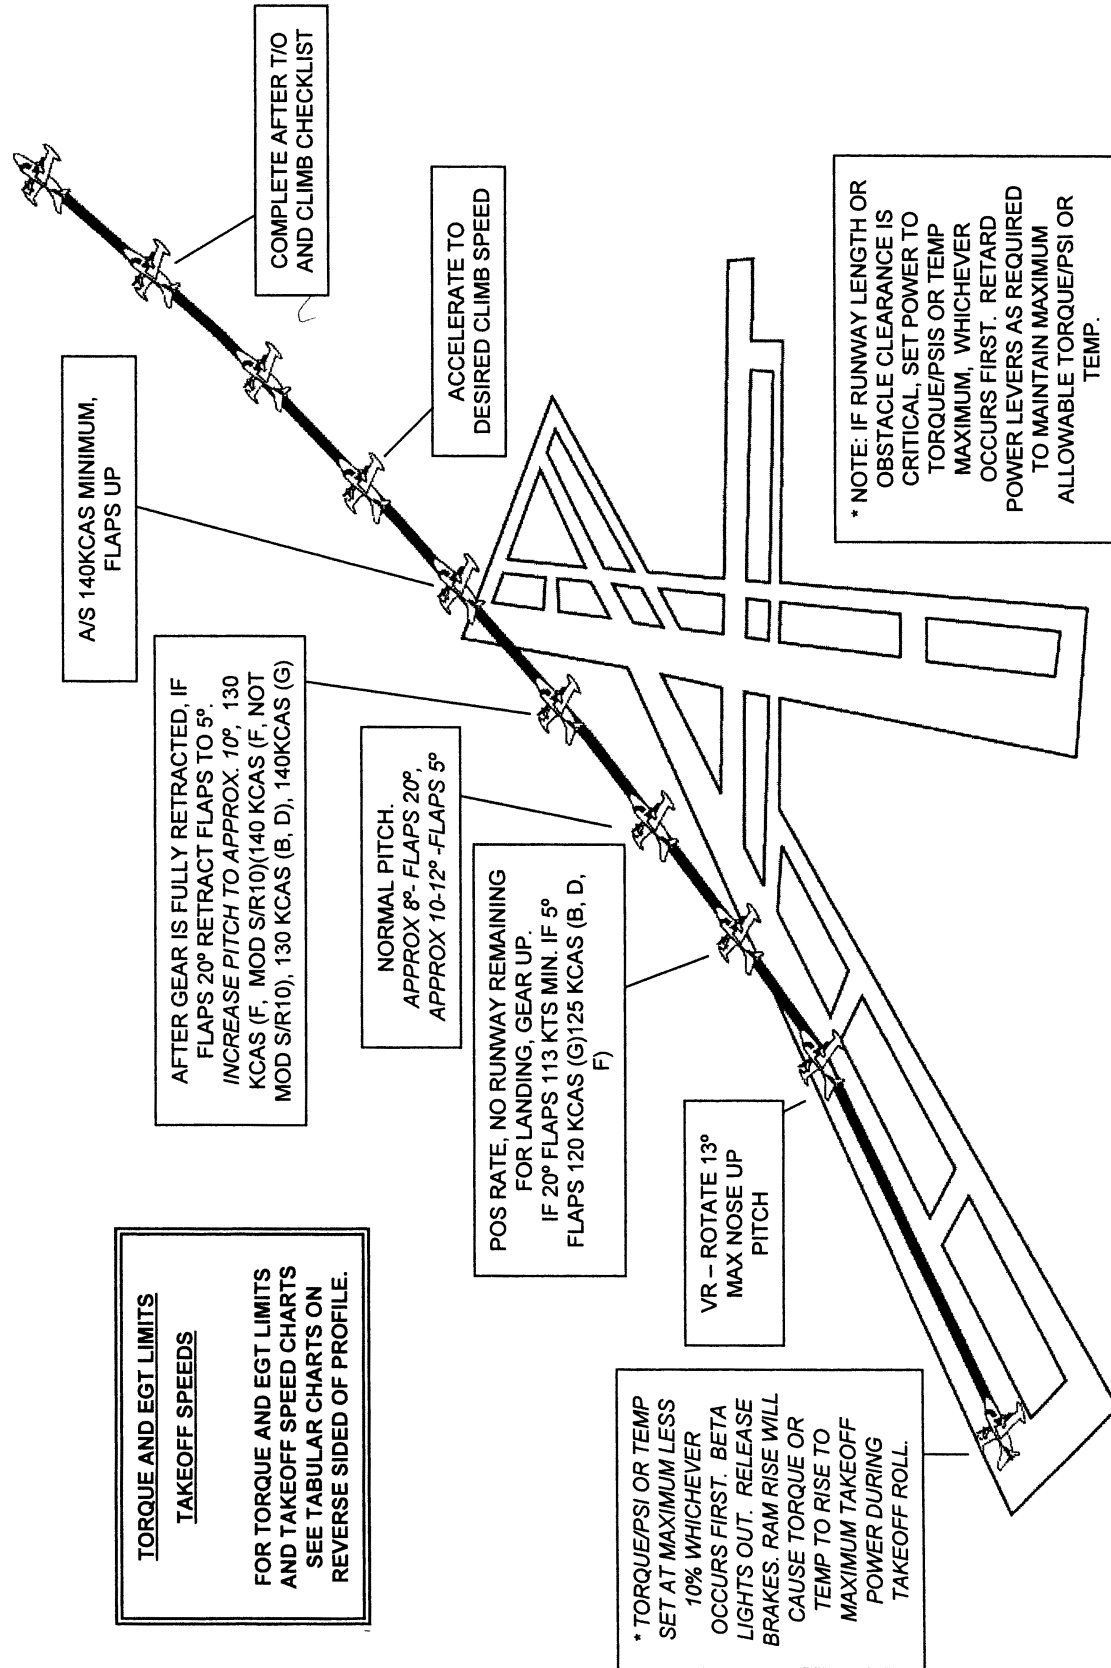 TORQUE AND EGT LIMITS
TAKEOFF SPEEDS
FOR TORQUE AND EGT LIMITS
AND TAKEOFF SPEED CHARTS
SEE TABULAR CHARTS ON
REVERSE SIDED OF PROFILE.
* TORQUE/PSI OR TEMP
SET AT MAXIMUM LESS
10% WHICHEVER
OCCURS FIRST. BETA
LIGHTS OUT. RELEASE
BRAKES. RAM RISE WILL
CAUSE TORQUE OR
TEMP TO RISE TO
MAXIMUM TAKEOFF
POWER DURING
TAKEOFF ROLL.
VR – ROTATE 13º
MAX NOSE UP
PITCH
POS RATE, NO RUNWAY REMAINING
FOR LANDING, GEAR UP.
IF 20º FLAPS 113 KTS MIN. IF 5º
FLAPS 120 KCAS (G)125 KCAS (B, D,
F)
NORMAL PITCH.
APPROX 8º- FLAPS 20º,
APPROX 10-12º -FLAPS 5º
AFTER GEAR IS FULLY RETRACTED, IF
FLAPS 20º RETRACT FLAPS TO 5º.
INCREASE PITCH TO APPROX. 10º, 130
KCAS (F, MOD S/R10)(140 KCAS (F, NOT
MOD S/R10), 130 KCAS (B, D), 140KCAS (G)
A/S 140KCAS MINIMUM,
FLAPS UP
ACCELERATE TO
DESIRED CLIMB SPEED
COMPLETE AFTER T/O
AND CLIMB CHECKLIST
* NOTE: IF RUNWAY LENGTH OR
OBSTACLE CLEARANCE IS
CRITICAL, SET POWER TO
TORQUE/PSIS OR TEMP
MAXIMUM, WHICHEVER
OCCURS FIRST. RETARD
POWER LEVERS AS REQUIRED
TO MAINTAIN MAXIMUM
ALLOWABLE TORQUE/PSI OR
TEMP.